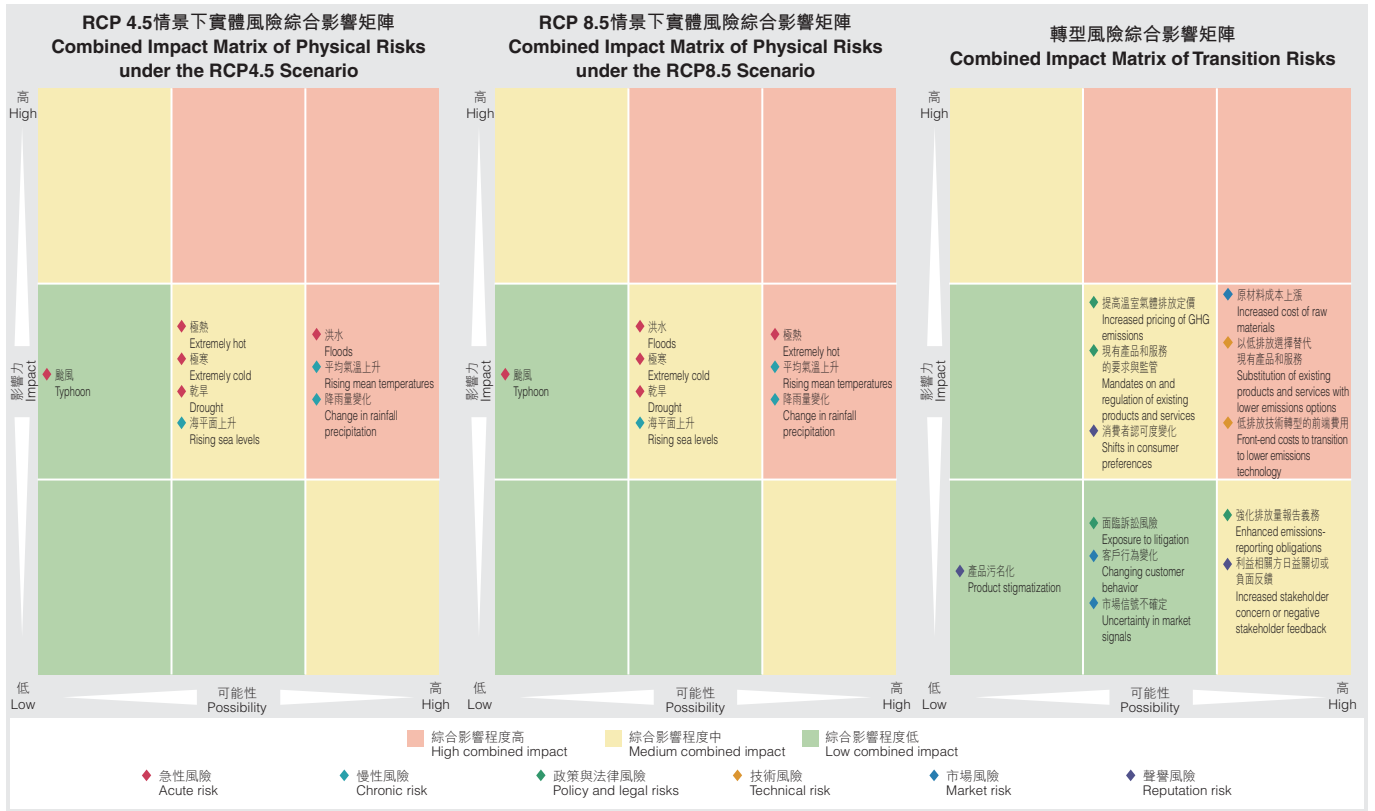 RCP 4.5情景下實體風險綜合影響矩陣
Combined Impact Matrix of Physical Risks
under the RCP4.5 Scenario
高
High
影響力
Impact
颱風
Typhoon
極熱
Extremely hot
極寒
Extremely cold
乾旱
Drought
海平面上升
Rising sea levels
洪水
Floods
平均氣溫上升
Rising mean temperatures
降雨量變化
Change in rainfall
precipitation
低
Low
可能性
Possibility
高
High
RCP 8.5情景下實體風險綜合影響矩陣
Combined Impact Matrix of Physical Risks
under the RCP8.5 Scenario
高
High
影響力
Impact
颱風
Typhoon
洪水
Floods
極寒
Extremely cold
乾旱
Drought
海平面上升
Rising sea levels
極熱
Extremely hot
平均氣溫上升
Rising mean temperatures
降雨量變化
Change in rainfall
precipitation
低
Low
可能性
Possibility
高
High
轉型風險綜合影響矩陣
Combined Impact Matrix of Transition Risks
高
High
影響力
Impact
提高溫室氣體排放定價
Increased pricing of GHG
emissions
現有產品和服務
的要求與監管
Mandates on and
regulation of existing
products and services
消費者認可度變化
Shifts in consumer
preferences
原材料成本上漲
Increased cost of raw
materials
以低排放選擇替代
現有產品和服務
Substitution of existing
products and services with
lower emissions options
低排放技術轉型的前端費用
Front-end costs to transition
to lower emissions
technology
產品污名化
Product stigmatization
面臨訴訟風險
Exposure to litigation
客戶行為變化
Changing customer
behavior
市場信號不確定
Uncertainty in market
signals
強化排放量報告義務
Enhanced emissions-
reporting obligations
利益相關方日益關切或
負面反饋
Increased stakeholder
concern or negative
stakeholder feedback
低
Low
可能性
Possibility
高
High
綜合影響程度高
High combined impact
綜合影響程度中
Medium combined impact
綜合影響程度低
Low combined impact
急性風險
Acute risk
慢性風險
Chronic risk
政策與法律風險
Policy and legal risks
技術風險
Technical risk
市場風險
Market risk
聲譽風險
Reputation risk